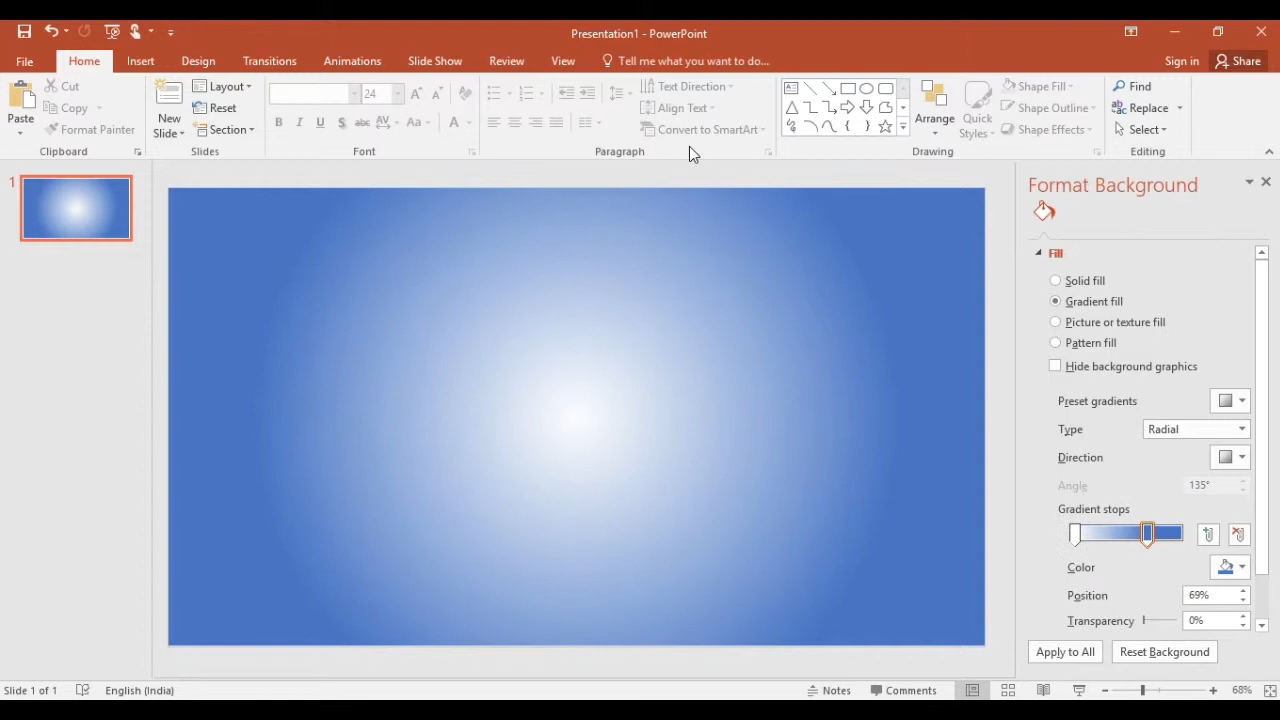 Presentation1 - PowerPoint
File Home Insert Design Transitions Animations Slide Show Review View Tell me what you want to do... Sign in Share
Paste Cut Copy Format Painter
Clipboard
New Slide Layout Reset Section
Slides
24
B I U S abc AV Aa A
Font
Text Direction
Align Text
Convert to SmartArt
Paragraph
Arrange Quick Styles Shape Fill Shape Outline Shape Effects
Drawing
Find
Replace
Select
Editing
1
Format Background
Fill
Solid fill
Gradient fill
Picture or texture fill
Pattern fill
Hide background graphics
Preset gradients
Type Radial
Direction
Angle 135°
Gradient stops
Color
Position 69%
Transparency 0%
Apply to All Reset Background
Slide 1 of 1 English (India) Notes Comments 68%